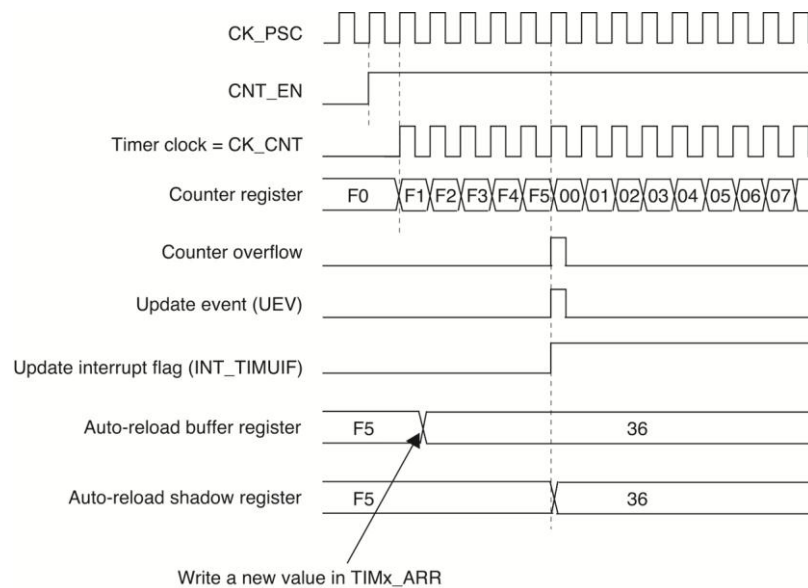 CK_PSC
CNT_EN
Timer clock = CK_CNT
Counter register F0 F1 F2 F3 F4 F5 00 01 02 03 04 05 06 07
Counter overflow
Update event (UEV)
Update interrupt flag (INT_TIMUIF)
Auto-reload buffer register F5 36
Auto-reload shadow register F5 36
Write a new value in TIMx_ARR